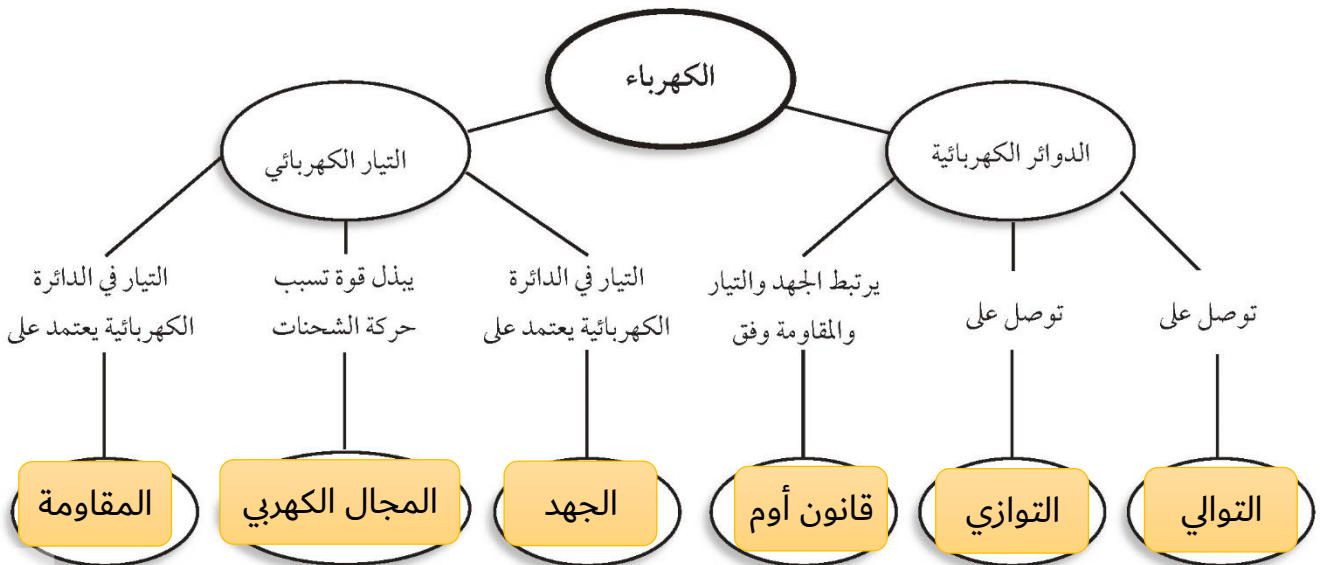 الكهرباء
الدوائر الكهربائية
التيار الكهربائي
توصل على
توصل على
يرتبط الجهد والتيار
والمقاومة وفق
التيار في الدائرة
الكهربائية يعتمد على
يبذل قوة تسبب
حركة الشحنات
التيار في الدائرة
الكهربائية يعتمد على
التوالي
التوازي
قانون أوم
الجهد
المجال الكهربي
المقاومة